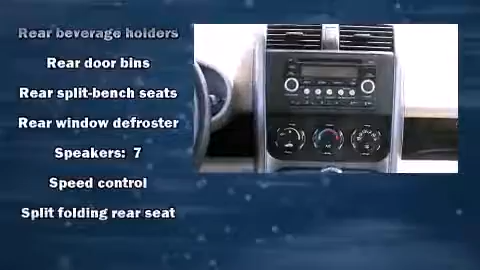 Rear beverage holders
Rear door bins
Rear split-bench seats
Rear window defroster
Speakers: 7
Speed control
Split folding rear seat